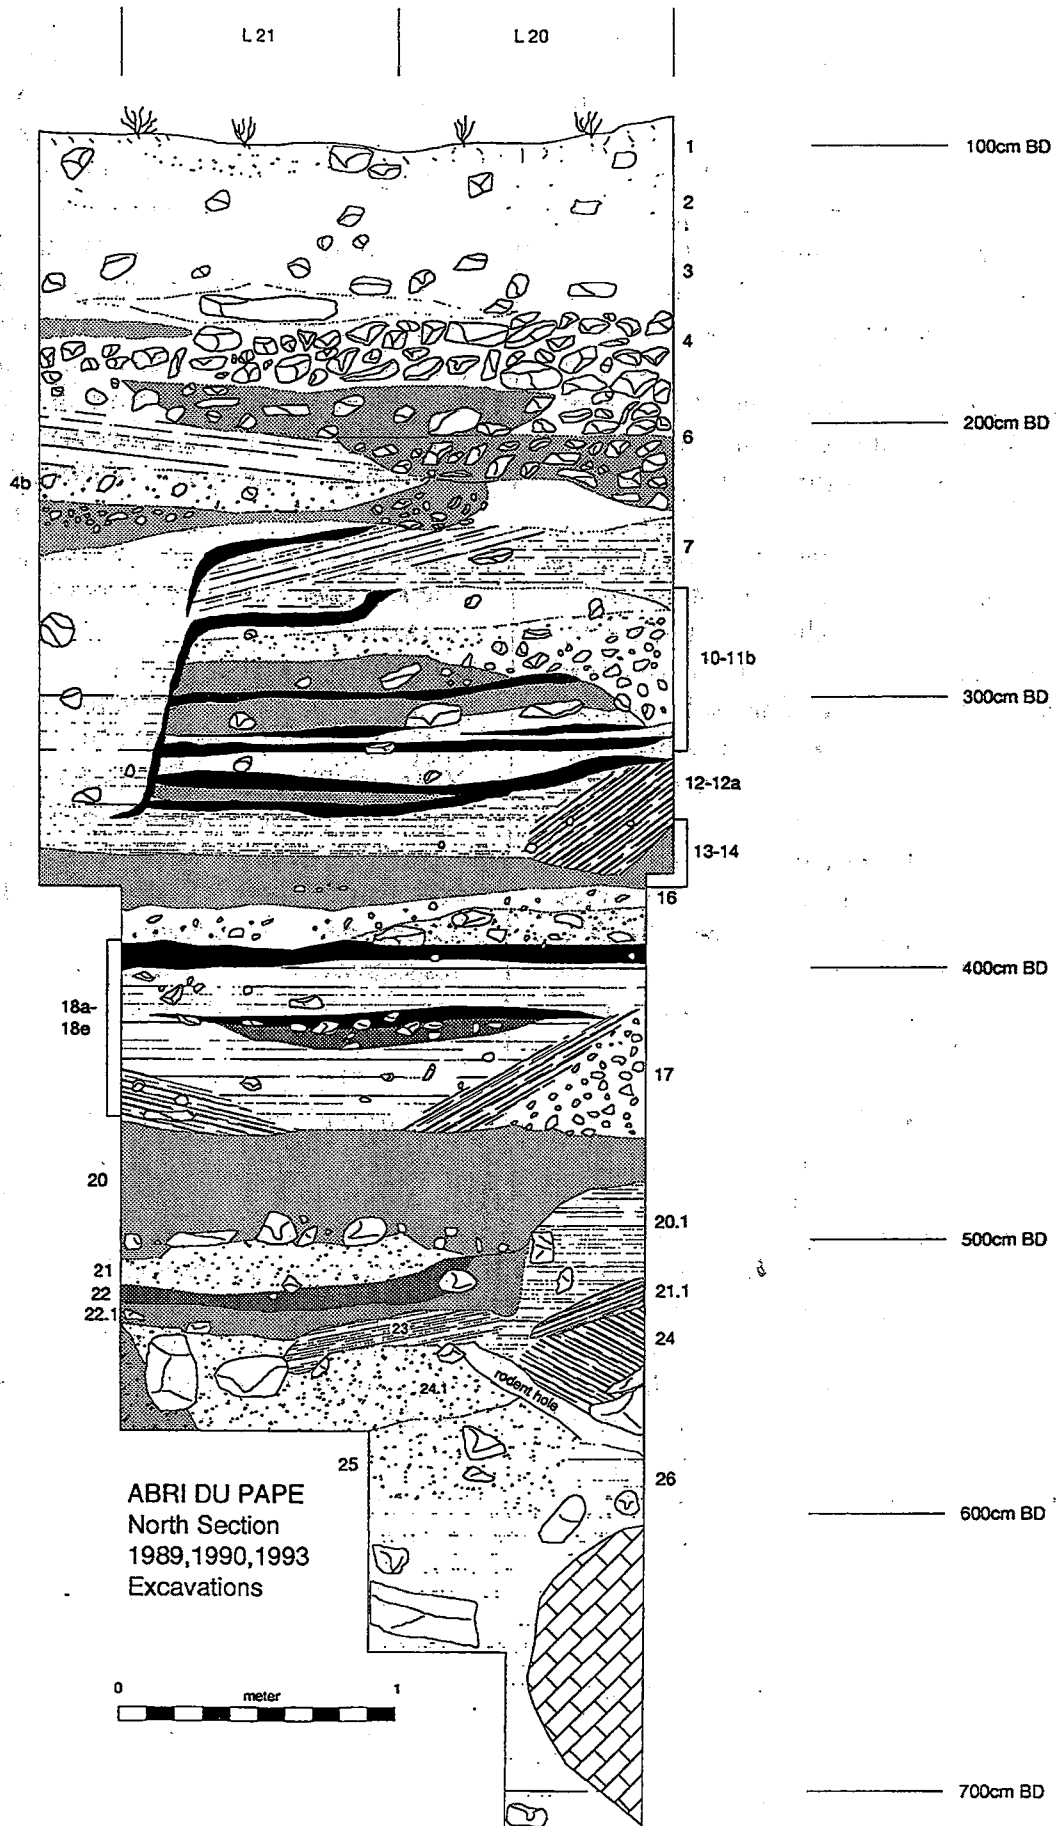 L 21
L 20
1
100cm BD
2
3
4
200cm BD
6
4b
7
10-11b
300cm BD
12-12a
13-14
16
400cm BD
18a-
18e
17
20
20.1
500cm BD
21
22
21.1
22.1
23
24
24.1
rodent hole
25
26
ABRI DU PAPE
North Section
1989,1990,1993
Excavations
600cm BD
0
meter
1
700cm BD